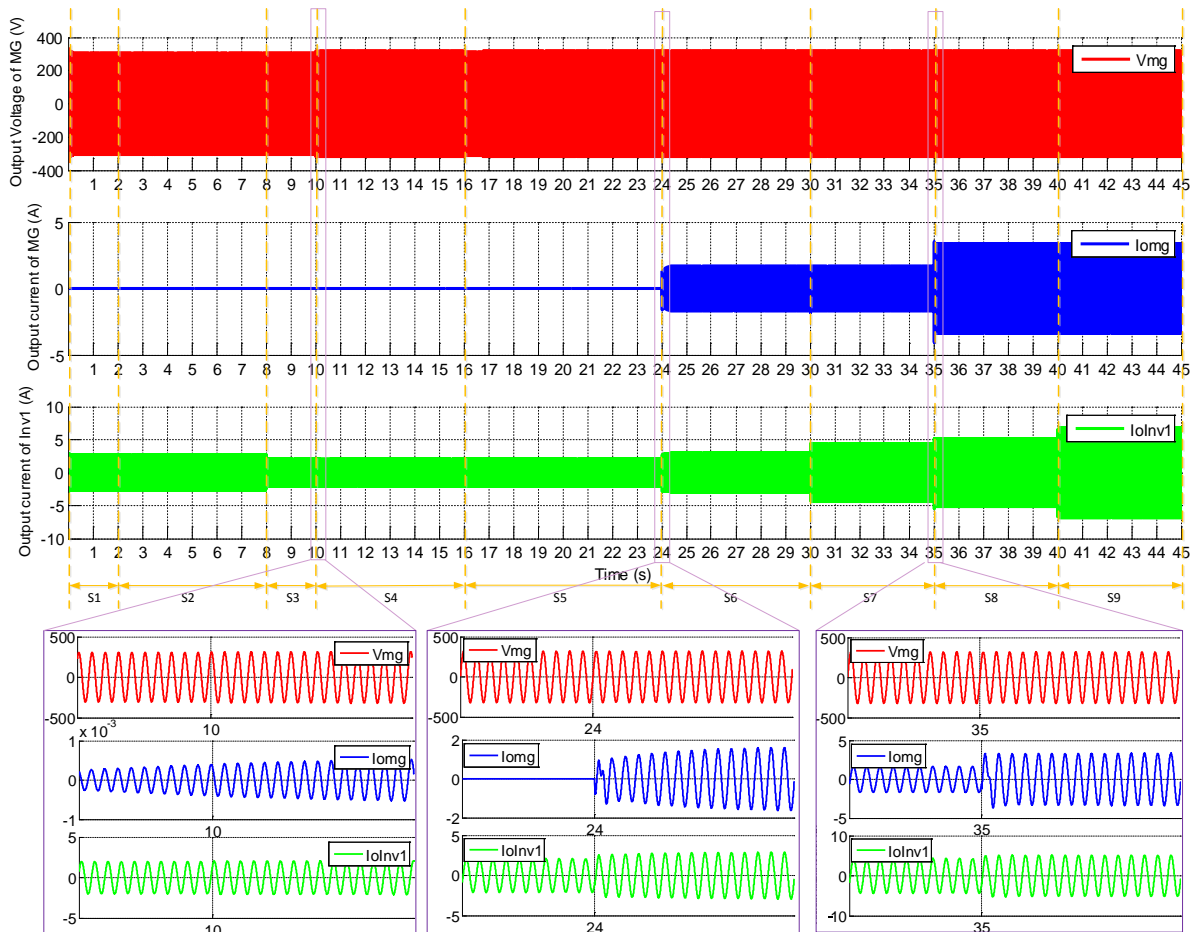 Output Voltage of MG (V)
400
200
0
-200
-400
Vmg
1 2 3 4 5 6 7 8 9 10 11 12 13 14 15 16 17 18 19 20 21 22 23 24 25 26 27 28 29 30 31 32 33 34 35 36 37 38 39 40 41 42 43 44 45
Output current of MG (A)
5
0
-5
Iomg
1 2 3 4 5 6 7 8 9 10 11 12 13 14 15 16 17 18 19 20 21 22 23 24 25 26 27 28 29 30 31 32 33 34 35 36 37 38 39 40 41 42 43 44 45
Output current of Inv1 (A)
10
5
0
-5
-10
IoInv1
1 2 3 4 5 6 7 8 9 10 11 12 13 14 15 16 17 18 19 20 21 22 23 24 25 26 27 28 29 30 31 32 33 34 35 36 37 38 39 40 41 42 43 44 45
Time (s)
S1 S2 S3 S4 S5 S6 S7 S8 S9
500
0
-500
Vmg
10
x 10-3
1
0
-1
Iomg
10
5
0
-5
IoInv1
10
500
0
-500
Vmg
24
2
0
-2
Iomg
24
5
0
-5
IoInv1
24
500
0
-500
Vmg
35
5
0
-5
Iomg
35
10
0
-10
IoInv1
35